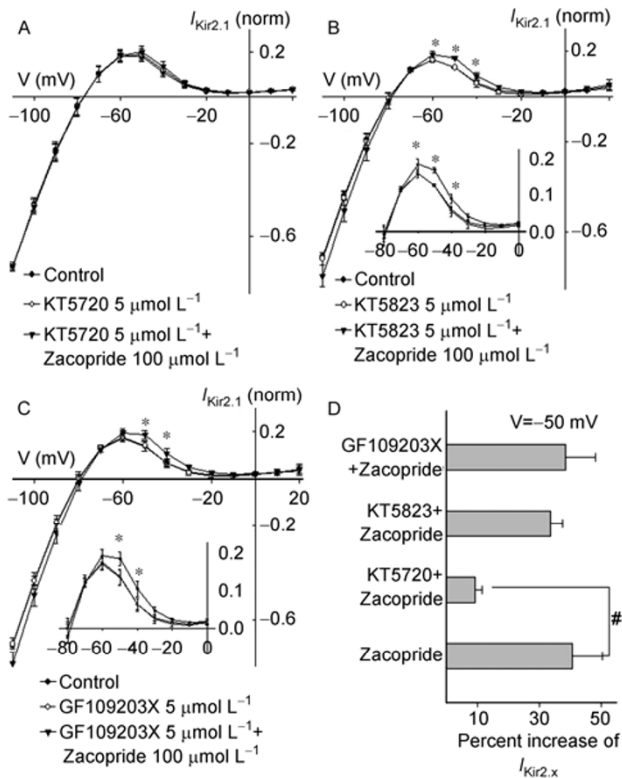 A
I Kir2.1 (norm)
V (mV)
0.2
−100 −60 −20
−0.2
−0.6
Control
KT5720 5 μmol L−1
KT5720 5 μmol L−1+
Zacopride 100 μmol L−1
B
I Kir2.1 (norm)
V (mV)
* * *
0.2
−100 −60 −20
−0.2
* * *
0.2
0.1
0.0
−80 −60 −40 −20 0
−0.6
Control
KT5823 5 μmol L−1
KT5823 5 μmol L−1+
Zacopride 100 μmol L−1
C
I Kir2.1 (norm)
V (mV)
* *
0.2
−100 −60 −20 20
−0.2
* *
0.2
0.1
0.0
−80 −60 −40 −20 0
−0.6
Control
GF109203X 5 μmol L−1
GF109203X 5 μmol L−1+
Zacopride 100 μmol L−1
D
V=−50 mV
GF109203X
+Zacopride
KT5823+
Zacopride
KT5720+
Zacopride
#
Zacopride
10 30 50
Percent increase of
I Kir2.x